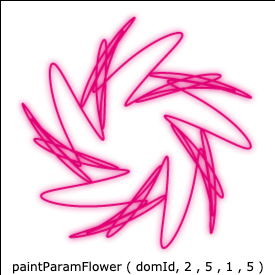 paintParamFlower ( domId, 2 , 5 , 1 , 5 )